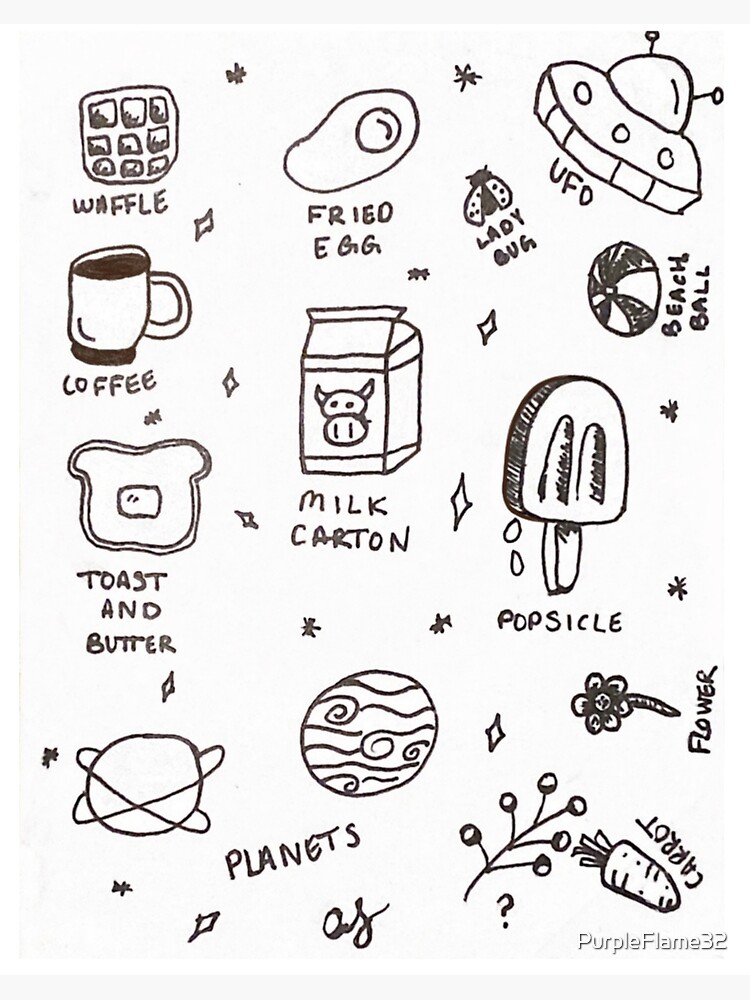 WAFFLE
FRIED
EGG
UFO
LADY
BUG
BEACH
BALL
COFFEE
MILK
CARTON
TOAST
AND
BUTTER
POPSICLE
FLOWER
PLANETS
CARROT
?
PurpleFlame32